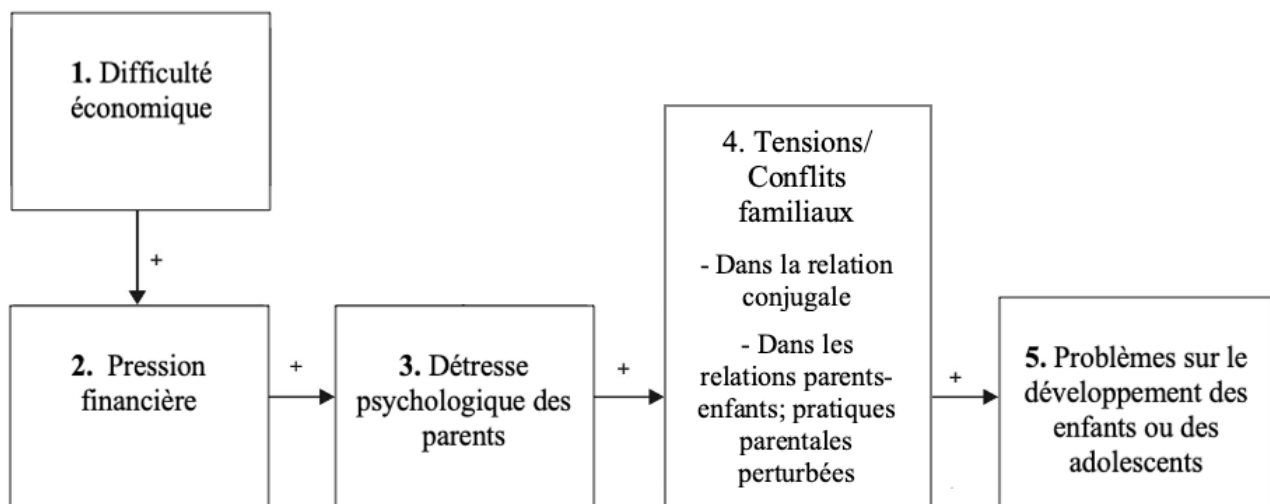 1. Difficulté
économique
+
2. Pression
financière
+
3. Détresse
psychologique des
parents
+
4. Tensions/
Conflits
familiaux
- Dans la relation
conjugale
- Dans les
relations parents-
enfants; pratiques
parentales
perturbées
+
5. Problèmes sur le
développement des
enfants ou des
adolescents